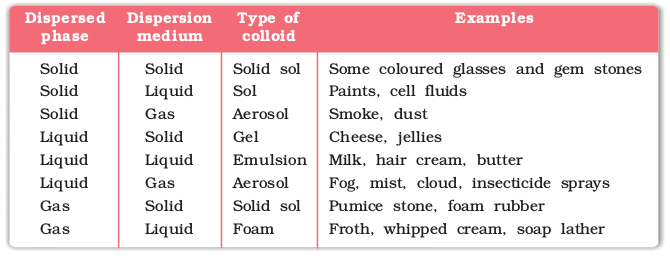 Dispersed phase Dispersion medium Type of colloid Examples
Solid Solid Solid sol Some coloured glasses and gem stones
Solid Liquid Sol Paints, cell fluids
Solid Gas Aerosol Smoke, dust
Liquid Solid Gel Cheese, jellies
Liquid Liquid Emulsion Milk, hair cream, butter
Liquid Gas Aerosol Fog, mist, cloud, insecticide sprays
Gas Solid Solid sol Pumice stone, foam rubber
Gas Liquid Foam Froth, whipped cream, soap lather